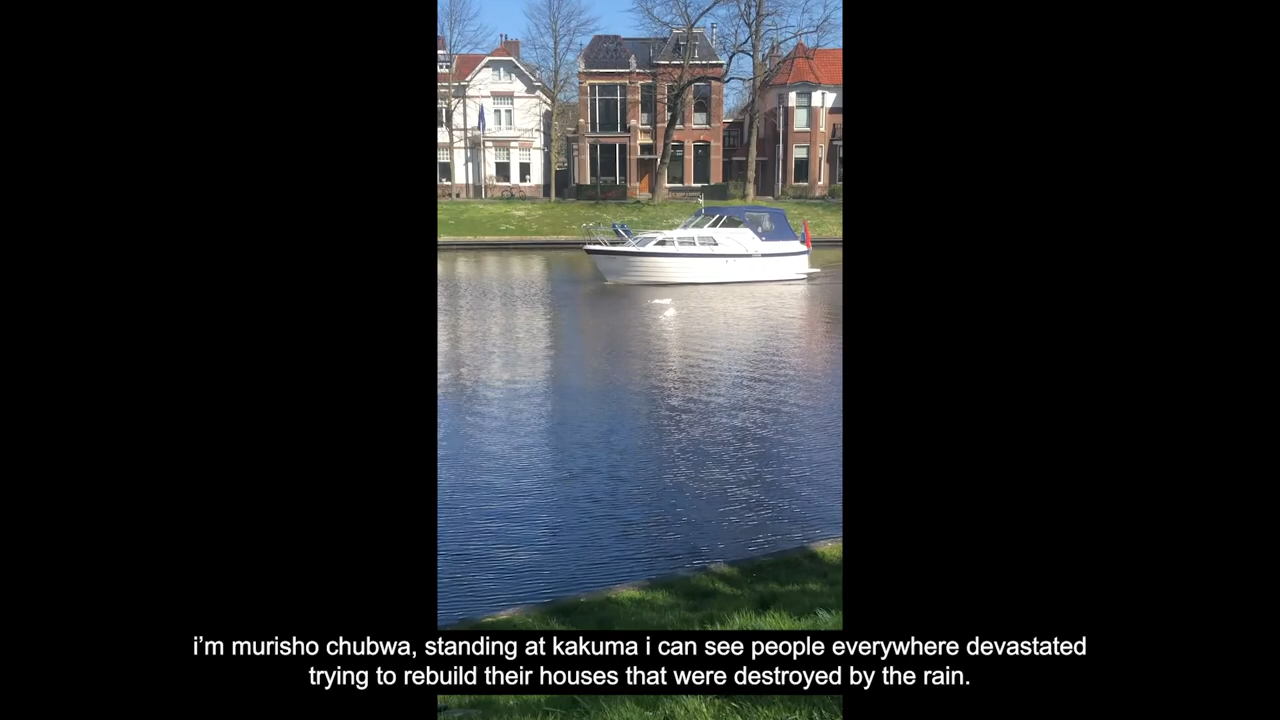 i’m murisho chubwa, standing at kakuma i can see people everywhere devastated
trying to rebuild their houses that were destroyed by the rain.